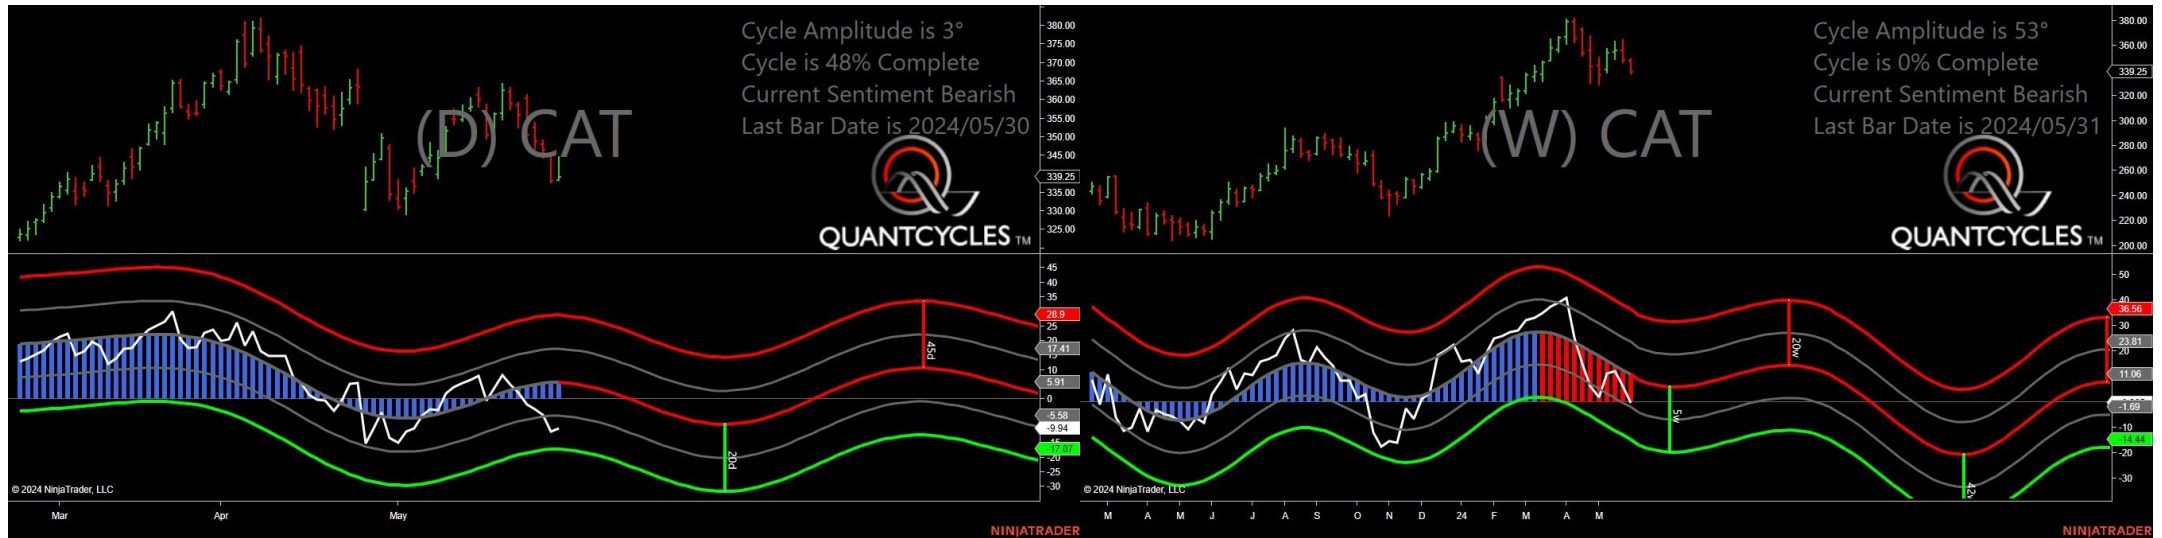 Cycle Amplitude is 3°
Cycle is 48% Complete
Current Sentiment Bearish
Last Bar Date is 2024/05/30
(D) CAT
QUANTCYCLES TM
380.00
375.00
370.00
365.00
360.00
355.00
350.00
345.00
339.25
335.00
330.00
325.00
45
40
35
28.9
25
20
17.41
15
10
5.91
0
-5.58
-9.94
-15
-17.07
-20
-25
-30
45d
20d
© 2024 NinjaTrader, LLC
Mar Apr May
NINJATRADER
Cycle Amplitude is 53°
Cycle is 0% Complete
Current Sentiment Bearish
Last Bar Date is 2024/05/31
(W) CAT
QUANTCYCLES TM
380.00
360.00
339.25
320.00
300.00
280.00
260.00
240.00
220.00
200.00
50
40
36.56
30
23.81
20
11.06
-1.69
-10
-14.44
-20
-30
20w
5w
© 2024 NinjaTrader, LLC
M A M J J A S O N D 24 F M A M
NINJATRADER